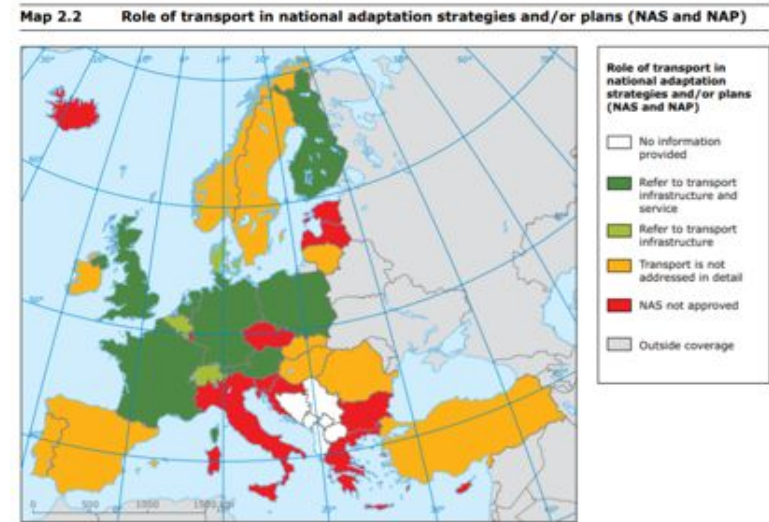 Map 2.2 Role of transport in national adaptation strategies and/or plans (NAS and NAP)
Role of transport in
national adaptation
strategies and/or plans
(NAS and NAP)
No information
provided
Refer to transport
infrastructure and
service
Refer to transport
infrastructure
Transport is not
addressed in detail
NAS not approved
Outside coverage
0 500 1000